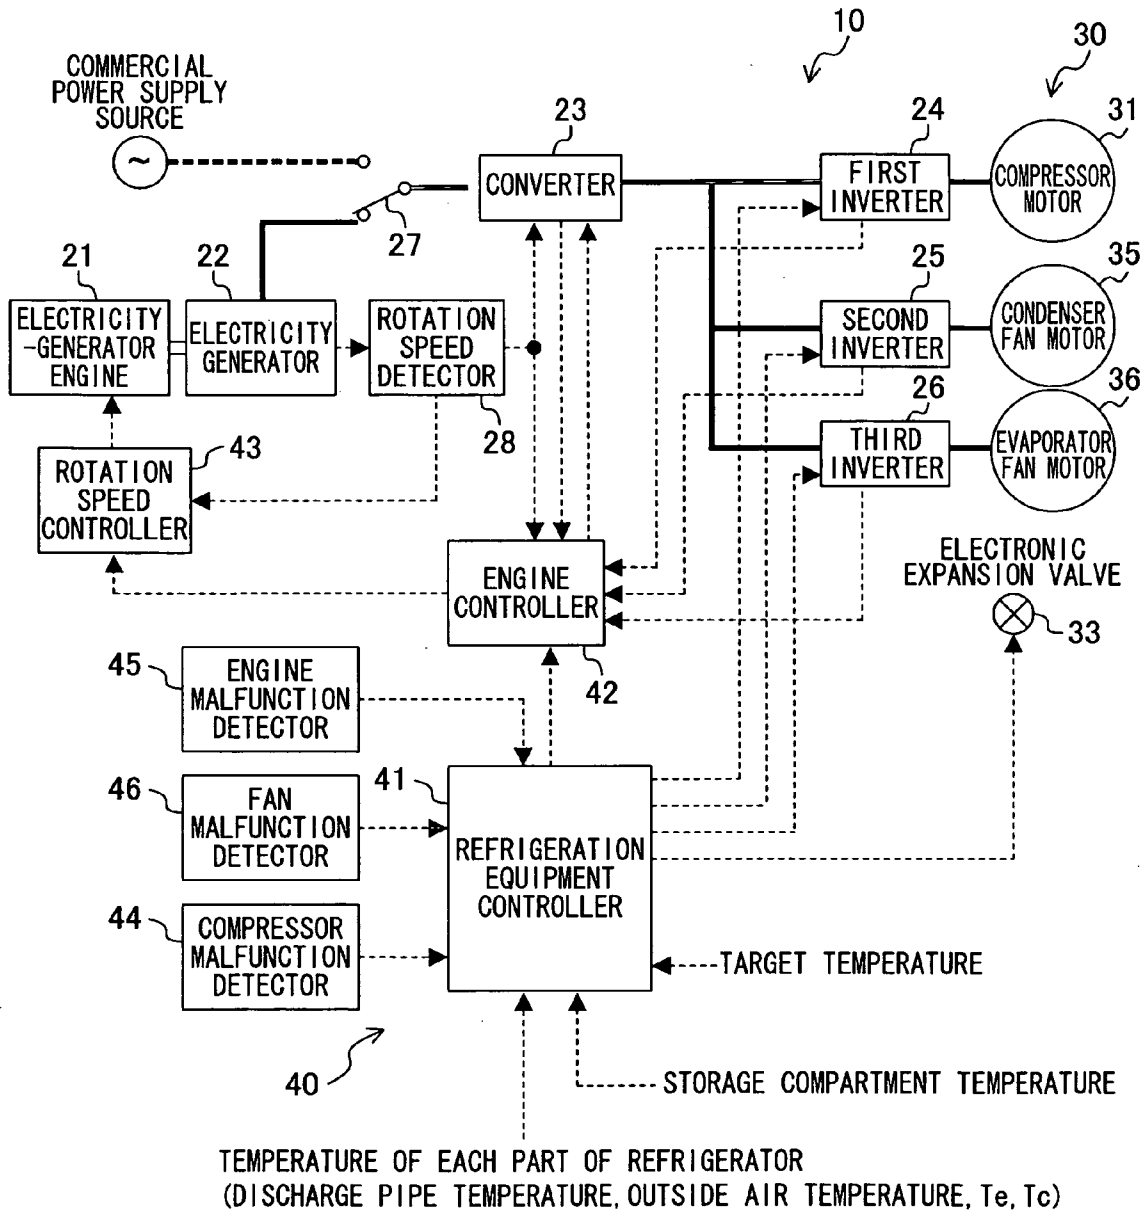 10
30
COMMERCIAL
POWER SUPPLY
SOURCE
~
23
24
31
CONVERTER
FIRST
INVERTER
COMPRESSOR
MOTOR
27
21
22
25
35
ELECTRICITY
-GENERATOR
ENGINE
ELECTRICITY
GENERATOR
ROTATION
SPEED
DETECTOR
SECOND
INVERTER
CONDENSER
FAN MOTOR
28
26
36
43
ROTATION
SPEED
CONTROLLER
THIRD
INVERTER
EVAPORATOR
FAN MOTOR
ENGINE
CONTROLLER
42
ELECTRONIC
EXPANSION VALVE
33
45
ENGINE
MALFUNCTION
DETECTOR
46
FAN
MALFUNCTION
DETECTOR
41
REFRIGERATION
EQUIPMENT
CONTROLLER
44
COMPRESSOR
MALFUNCTION
DETECTOR
TARGET TEMPERATURE
40
STORAGE COMPARTMENT TEMPERATURE
TEMPERATURE OF EACH PART OF REFRIGERATOR
(DISCHARGE PIPE TEMPERATURE, OUTSIDE AIR TEMPERATURE, Te, Tc)